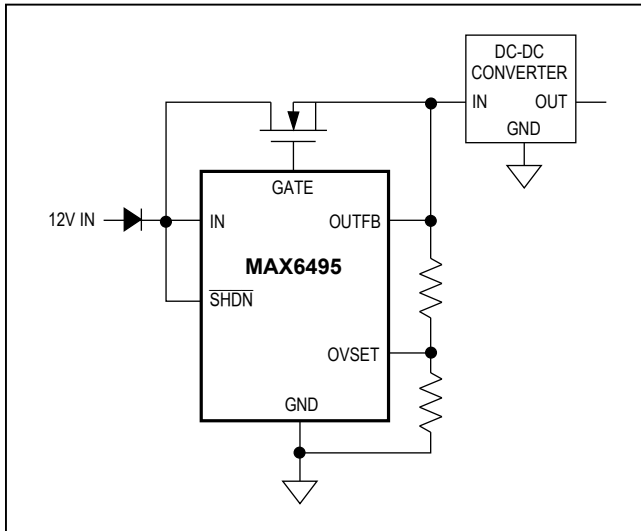 DC-DC
CONVERTER
IN OUT
GND
GATE
12V IN
IN OUTFB
MAX6495
SHDN
OVSET
GND